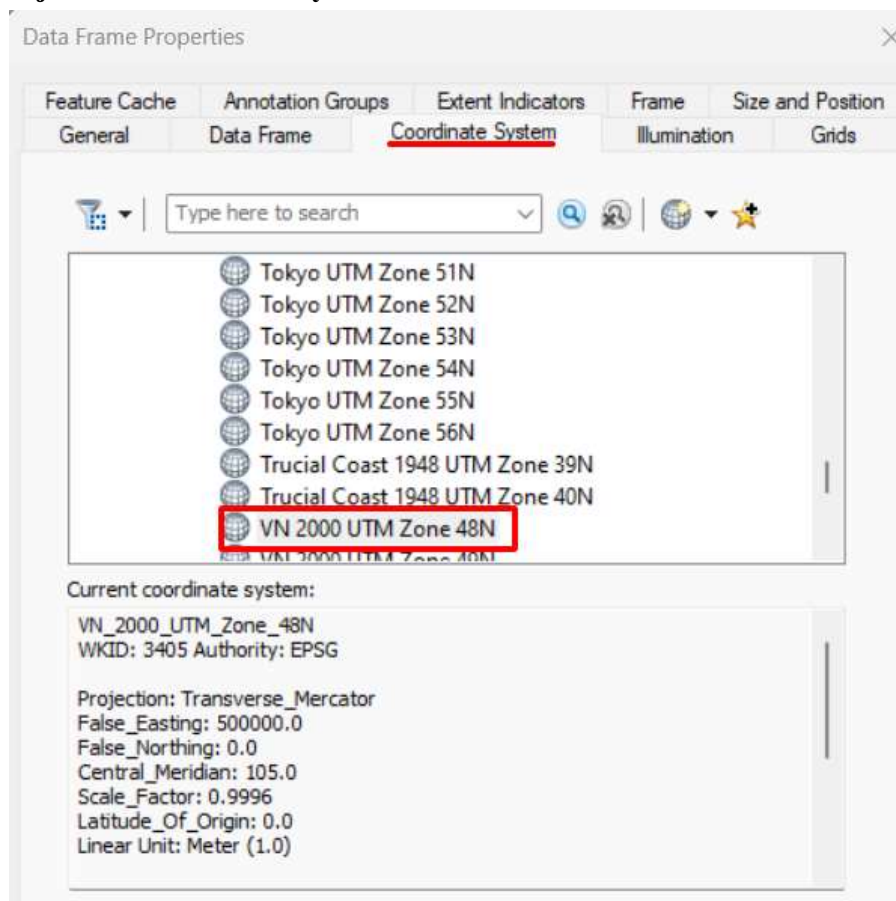 Data Frame Properties
Feature Cache Annotation Groups Extent Indicators Frame Size and Position
General Data Frame Coordinate System Illumination Grids
Type here to search
Tokyo UTM Zone 51N
Tokyo UTM Zone 52N
Tokyo UTM Zone 53N
Tokyo UTM Zone 54N
Tokyo UTM Zone 55N
Tokyo UTM Zone 56N
Trucial Coast 1948 UTM Zone 39N
Trucial Coast 1948 UTM Zone 40N
VN 2000 UTM Zone 48N
VN 2000 UTM Zone 49N
Current coordinate system:
VN_2000_UTM_Zone_48N
WKID: 3405 Authority: EPSG
Projection: Transverse_Mercator
False_Easting: 500000.0
False_Northing: 0.0
Central_Meridian: 105.0
Scale_Factor: 0.9996
Latitude_Of_Origin: 0.0
Linear Unit: Meter (1.0)